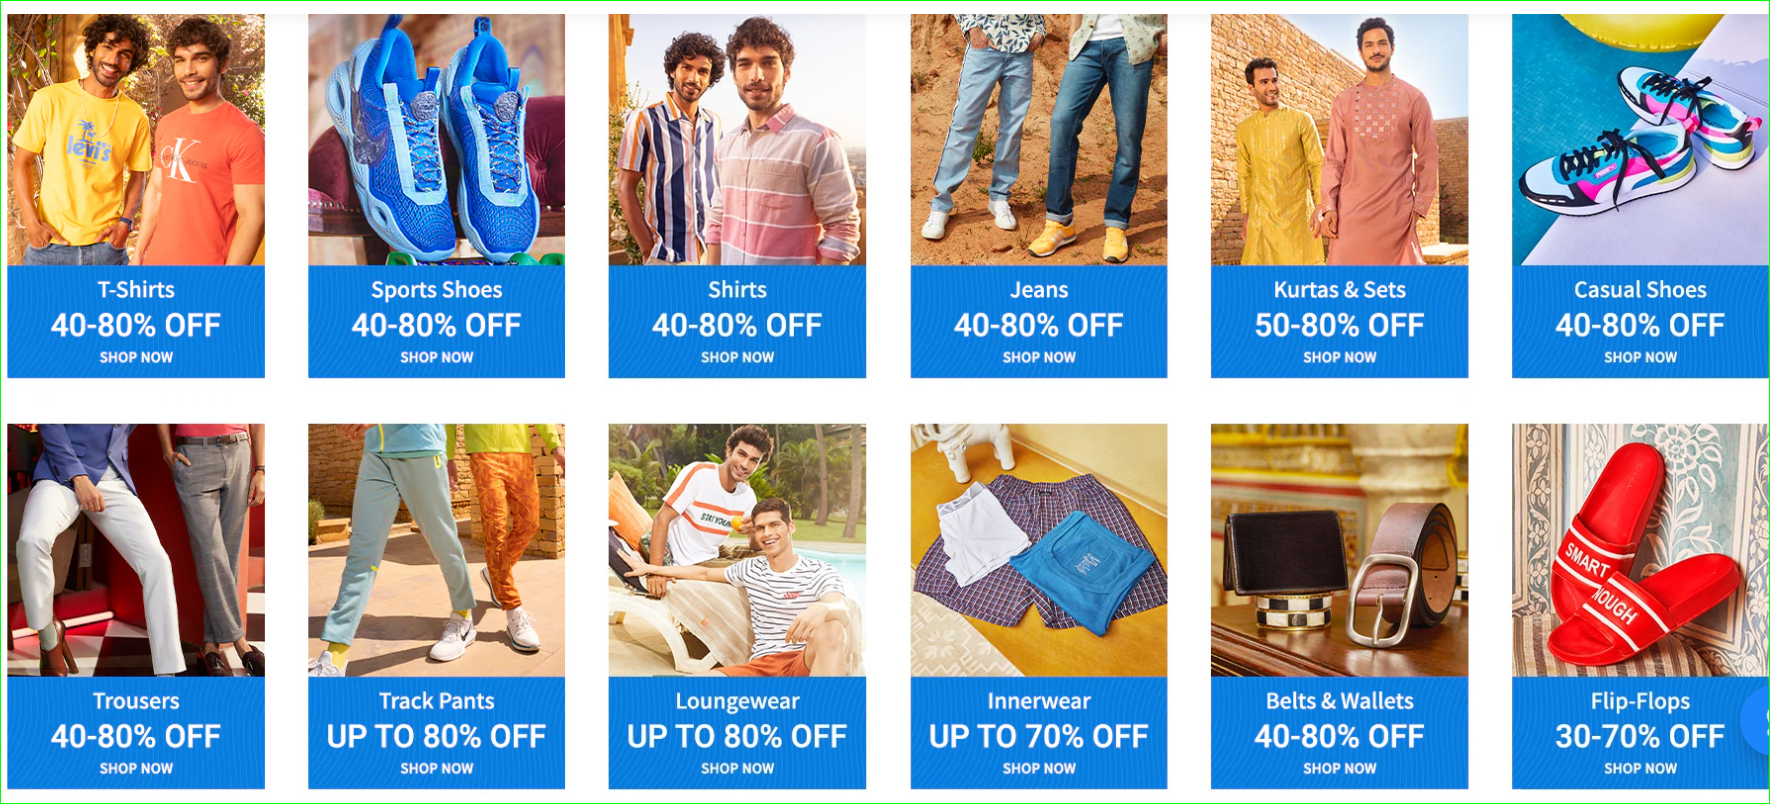 levi's
CK
T-Shirts
40-80% OFF
SHOP NOW
Sports Shoes
40-80% OFF
SHOP NOW
Shirts
40-80% OFF
SHOP NOW
Jeans
40-80% OFF
SHOP NOW
Kurtas & Sets
50-80% OFF
SHOP NOW
Casual Shoes
40-80% OFF
SHOP NOW
Trousers
40-80% OFF
SHOP NOW
Track Pants
UP TO 80% OFF
SHOP NOW
Loungewear
UP TO 80% OFF
SHOP NOW
Innerwear
UP TO 70% OFF
SHOP NOW
Belts & Wallets
40-80% OFF
SHOP NOW
SMART
NOUGH
Flip-Flops
30-70% OFF
SHOP NOW